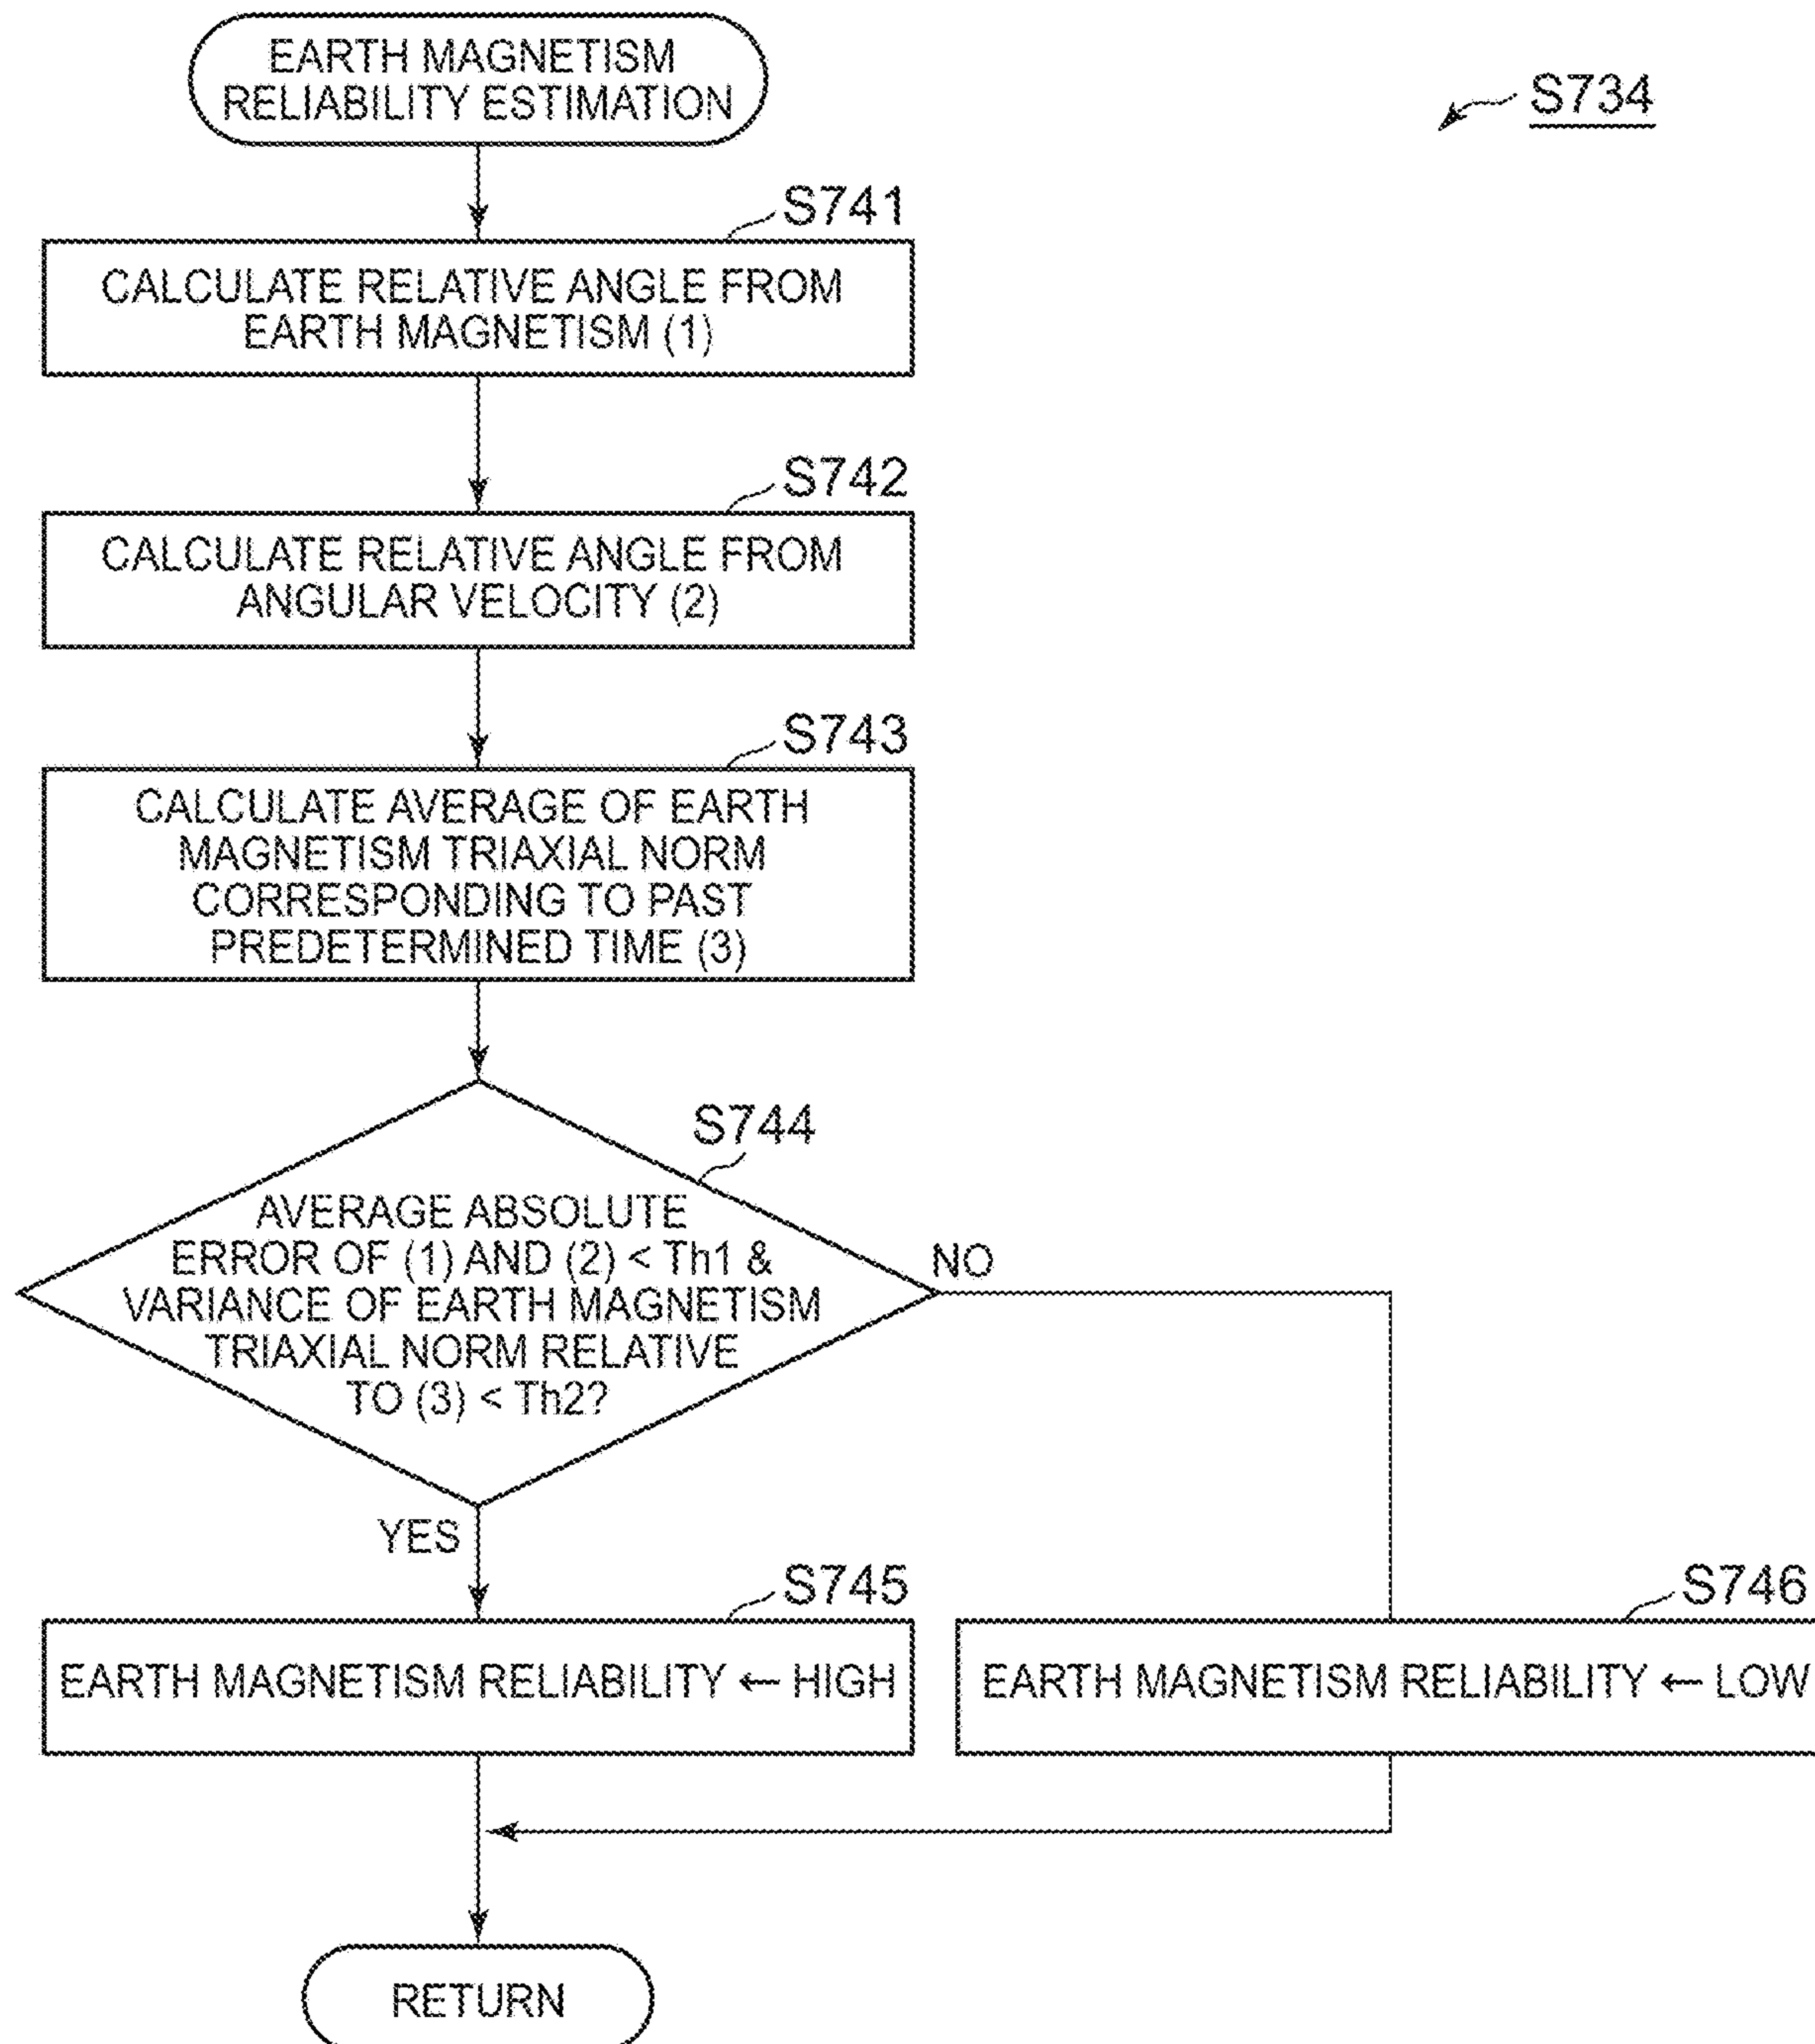 EARTH MAGNETISM
RELIABILITY ESTIMATION
S734
S741
CALCULATE RELATIVE ANGLE FROM
EARTH MAGNETISM (1)
S742
CALCULATE RELATIVE ANGLE FROM
ANGULAR VELOCITY (2)
S743
CALCULATE AVERAGE OF EARTH
MAGNETISM TRIAXIAL NORM
CORRESPONDING TO PAST
PREDETERMINED TIME (3)
S744
AVERAGE ABSOLUTE
ERROR OF (1) AND (2) < Th1 &
VARIANCE OF EARTH MAGNETISM
TRIAXIAL NORM RELATIVE
TO (3) < Th2?
NO
YES
S745
EARTH MAGNETISM RELIABILITY ← HIGH
S746
EARTH MAGNETISM RELIABILITY ← LOW
RETURN